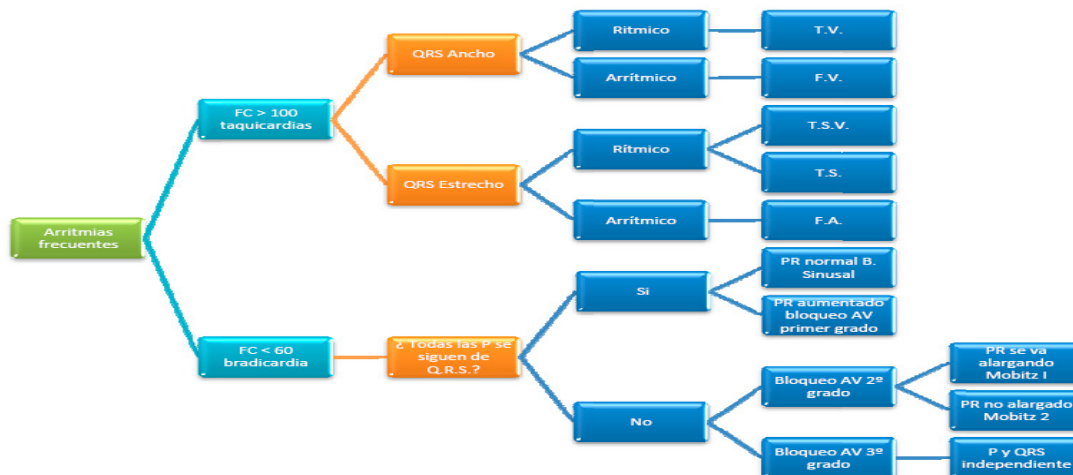 Arritmias
frecuentes
FC > 100
taquicardias
QRS Ancho
Ritmico
T.V.
Arrítmico
F.V.
QRS Estrecho
Rítmico
T.S.V.
T.S.
Arrítmico
F.A.
FC < 60
bradicardia
¿ Todas las P se
siguen de
Q.R.S.?
Si
PR normal B.
Sinusal
PR aumentado
bloqueo AV
primer grado
No
Bloqueo AV 2º
grado
PR se va
alargando
Mobitz I
PR no alargado
Mobitz 2
Bloqueo AV 3º
grado
P y QRS
independiente